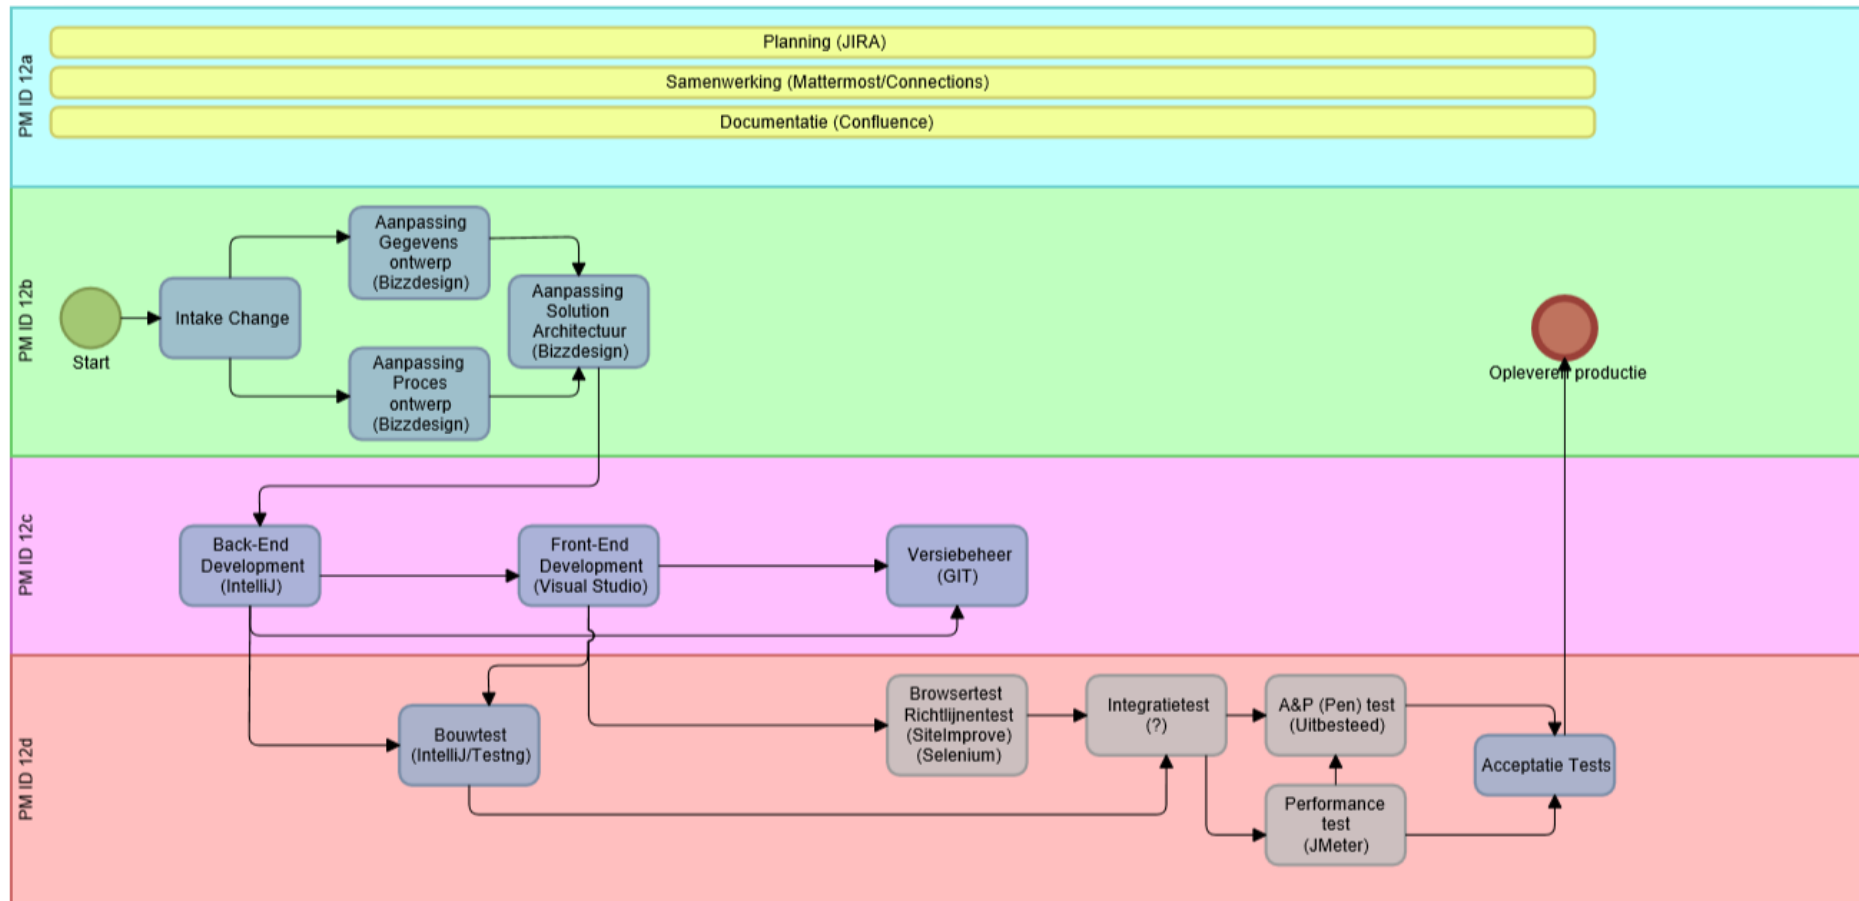 PM ID 12a
Planning (JIRA)
Samenwerking (Mattermost/Connections)
Documentatie (Confluence)
PM ID 12b
Start
Intake Change
Aanpassing
Gegevens
ontwerp
(Bizzdesign)
Aanpassing
Proces
ontwerp
(Bizzdesign)
Aanpassing
Solution
Architectuur
(Bizzdesign)
Opleveren productie
PM ID 12c
Back-End
Development
(IntelliJ)
Front-End
Development
(Visual Studio)
Versiebeheer
(GIT)
PM ID 12d
Bouwtest
(IntelliJ/Testng)
Browsertest
Richtlijnentest
(SiteImprove)
(Selenium)
Integratietest
(?)
A&P (Pen) test
(Uitbesteed)
Performance
test
(JMeter)
Acceptatie Tests